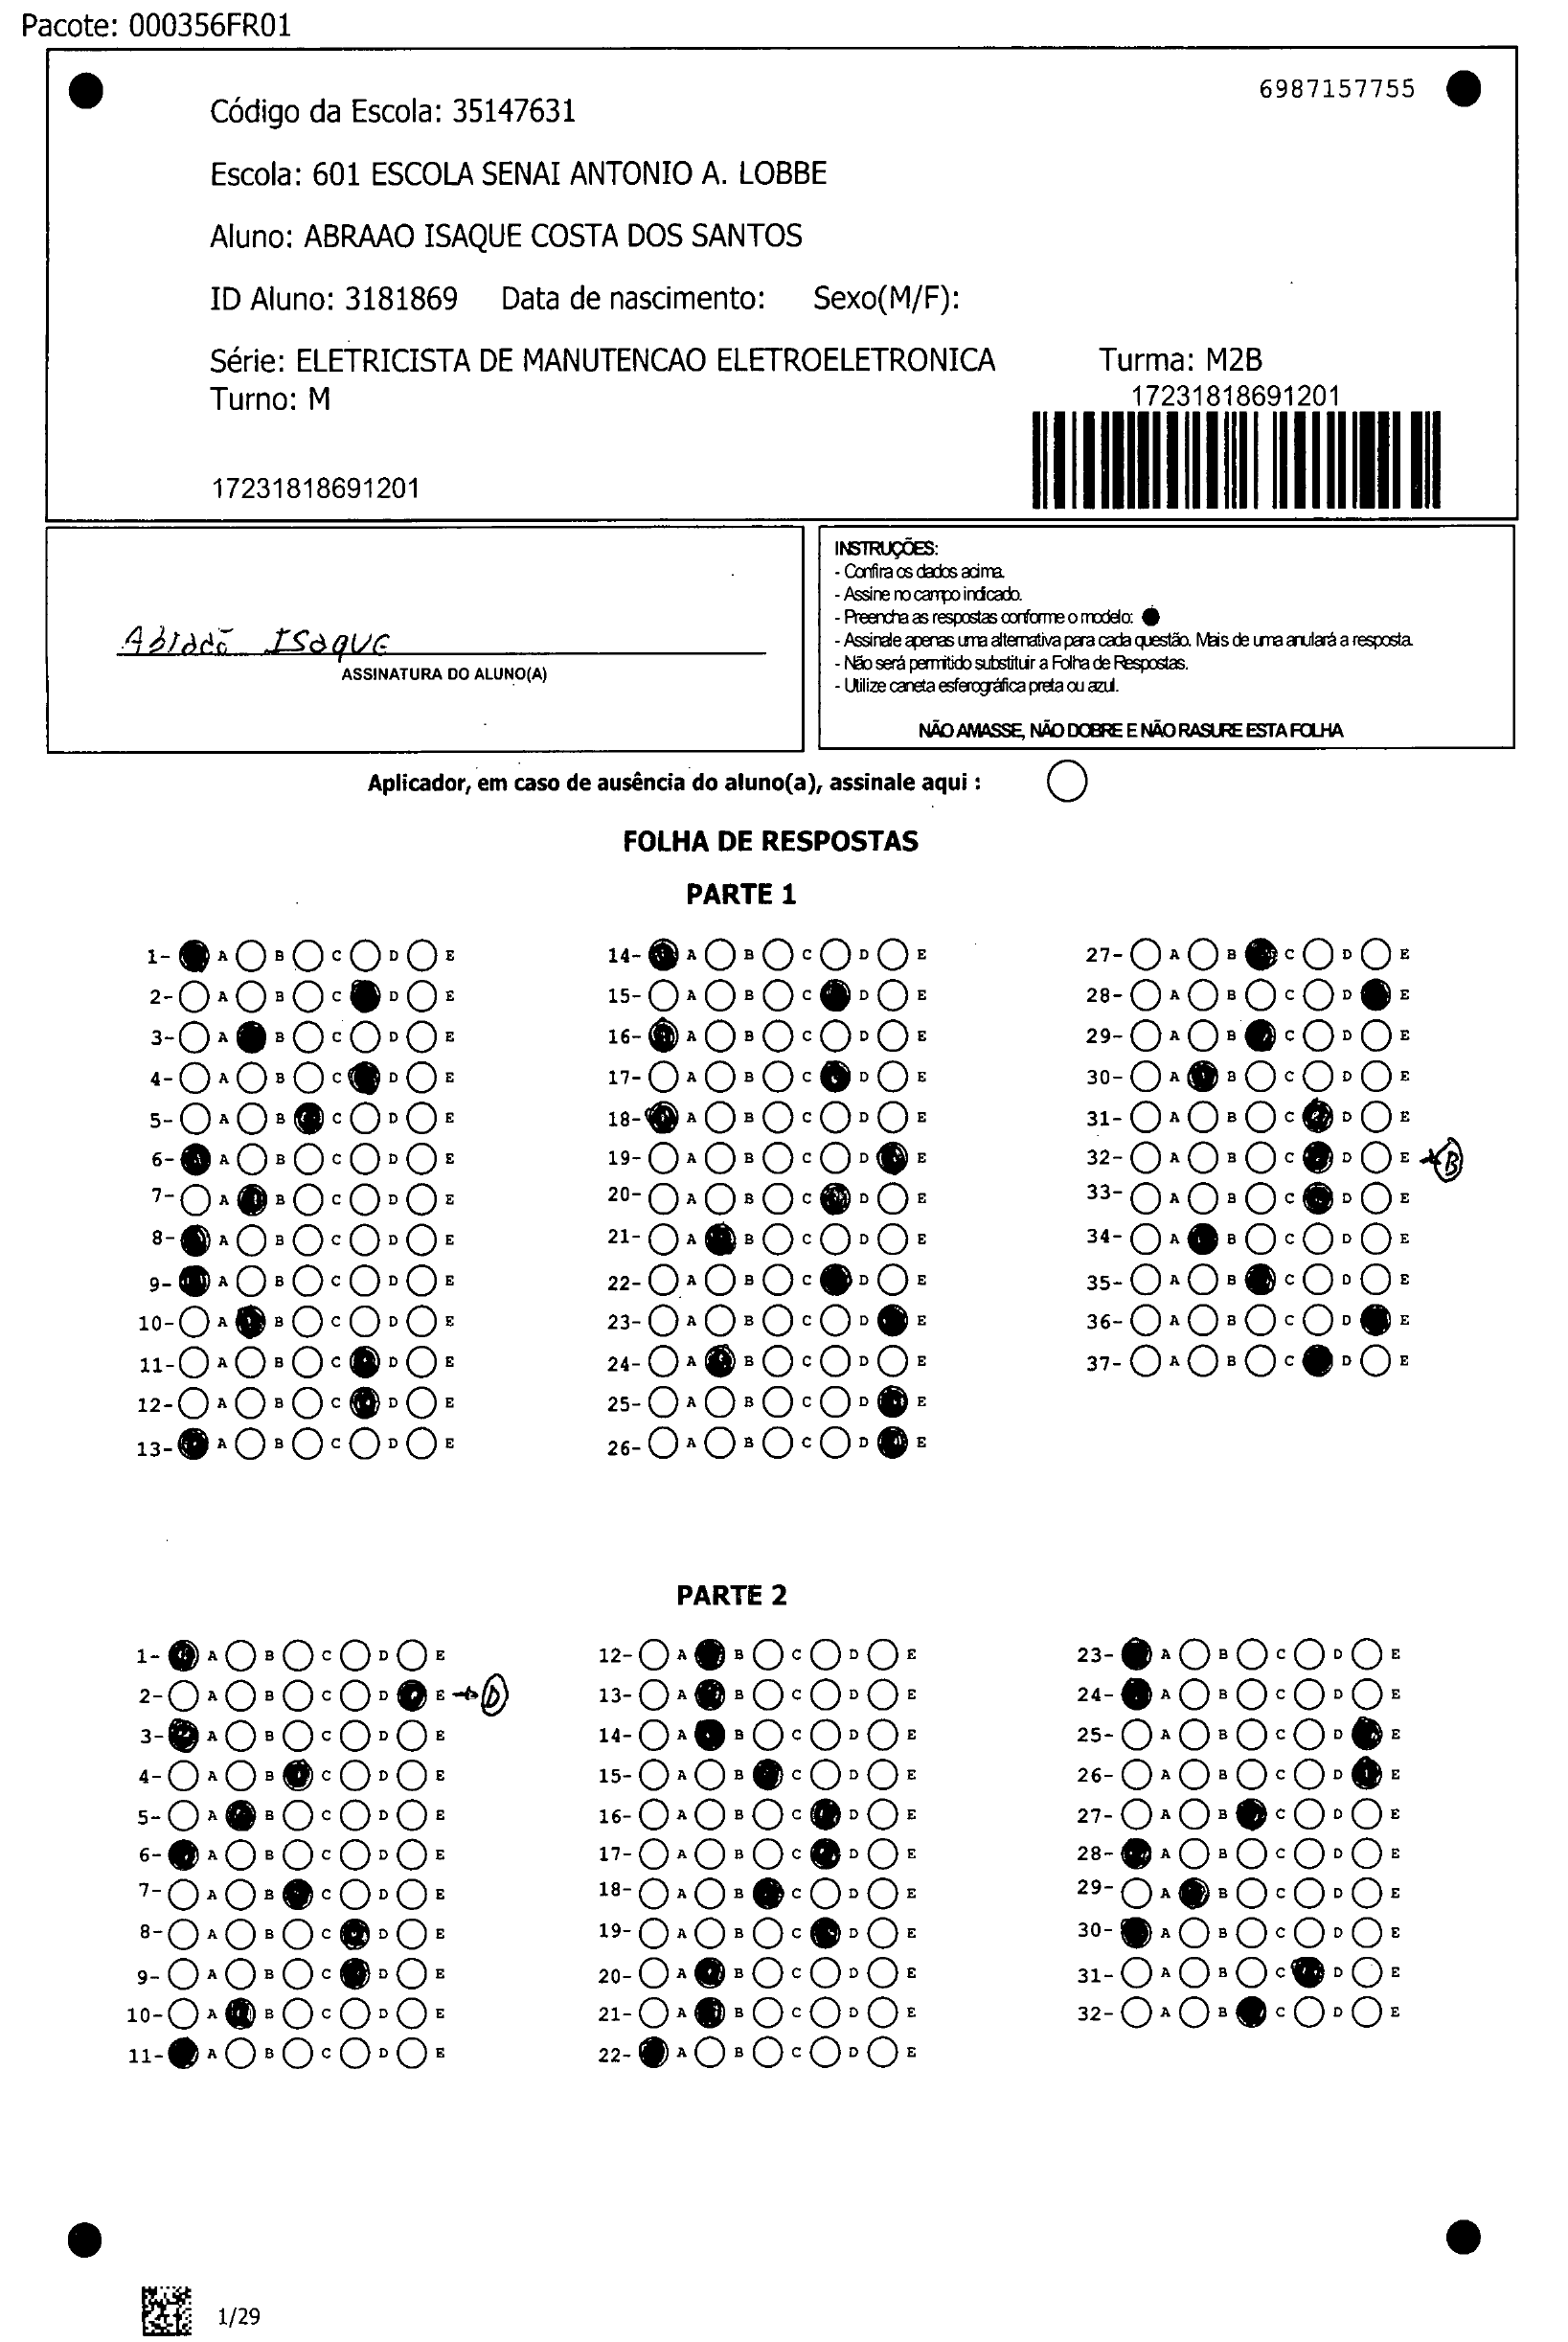 Pacote: 000356FR01
6987157755
Código da Escola: 35147631
Escola: 601 ESCOLA SENAI ANTONIO A. LOBBE
Aluno: ABRAAO ISAQUE COSTA DOS SANTOS
ID Aluno: 3181869 Data de nascimento: Sexo(M/F):
Série: ELETRICISTA DE MANUTENCAO ELETROELETRONICA Turma: M2B
Turno: M 17231818691201
17231818691201
Abraão ISaQUE
ASSINATURA DO ALUNO(A)
INSTRUÇÕES:
- Confira os dados acima.
- Assine no campo indicado.
- Preencha as respostas conforme o modelo:
- Assinale apenas uma alternativa para cada questão. Mais de uma anulará a resposta.
- Não será permitido substituir a Folha de Respostas.
- Utilize caneta esferográfica preta ou azul.
NÃO AMASSE, NÃO DOBRE E NÃO RASURE ESTA FOLHA
Aplicador, em caso de ausência do aluno(a), assinale aqui :
FOLHA DE RESPOSTAS
PARTE 1
1- A B C D E 14- A B C D E 27- A B C D E
2- A B C D E 15- A B C D E 28- A B C D E
3- A B C D E 16- A B C D E 29- A B C D E
4- A B C D E 17- A B C D E 30- A B C D E
5- A B C D E 18- A B C D E 31- A B C D E
6- A B C D E 19- A B C D E 32- A B C D E → B
7- A B C D E 20- A B C D E 33- A B C D E
8- A B C D E 21- A B C D E 34- A B C D E
9- A B C D E 22- A B C D E 35- A B C D E
10- A B C D E 23- A B C D E 36- A B C D E
11- A B C D E 24- A B C D E 37- A B C D E
12- A B C D E 25- A B C D E
13- A B C D E 26- A B C D E
PARTE 2
1- A B C D E 12- A B C D E 23- A B C D E
2- A B C D E → D 13- A B C D E 24- A B C D E
3- A B C D E 14- A B C D E 25- A B C D E
4- A B C D E 15- A B C D E 26- A B C D E
5- A B C D E 16- A B C D E 27- A B C D E
6- A B C D E 17- A B C D E 28- A B C D E
7- A B C D E 18- A B C D E 29- A B C D E
8- A B C D E 19- A B C D E 30- A B C D E
9- A B C D E 20- A B C D E 31- A B C D E
10- A B C D E 21- A B C D E 32- A B C D E
11- A B C D E 22- A B C D E
1/29